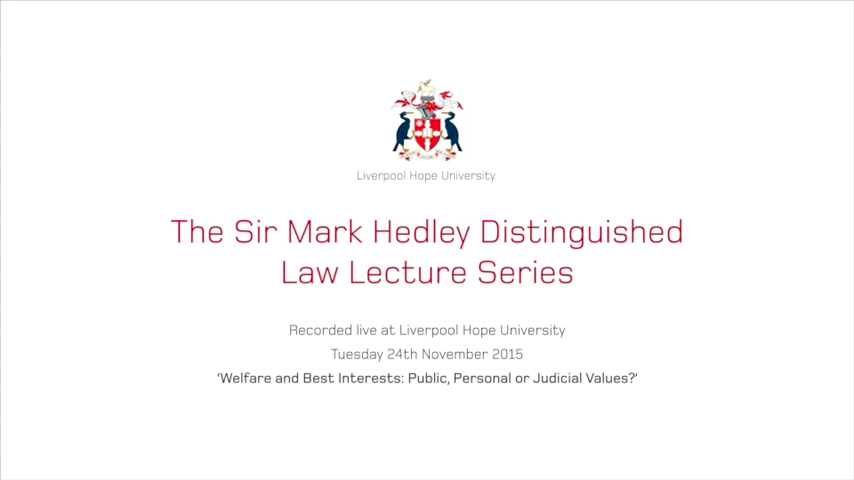 Liverpool Hope University
The Sir Mark Hedley Distinguished
Law Lecture Series
Recorded live at Liverpool Hope University
Tuesday 24th November 2015
‘Welfare and Best Interests: Public, Personal or Judicial Values?’